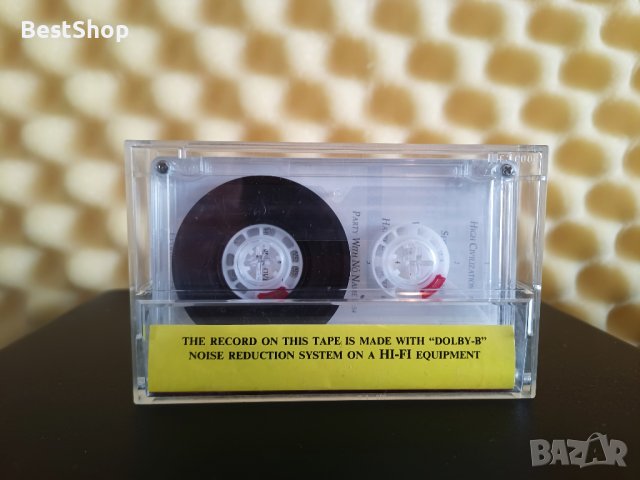 BestShop
HIGH CIVILIZATION
PARTY WITH NO NAME
THE RECORD ON THIS TAPE IS MADE WITH "DOLBY-B"
NOISE REDUCTION SYSTEM ON A HI-FI EQUIPMENT
BAZAR